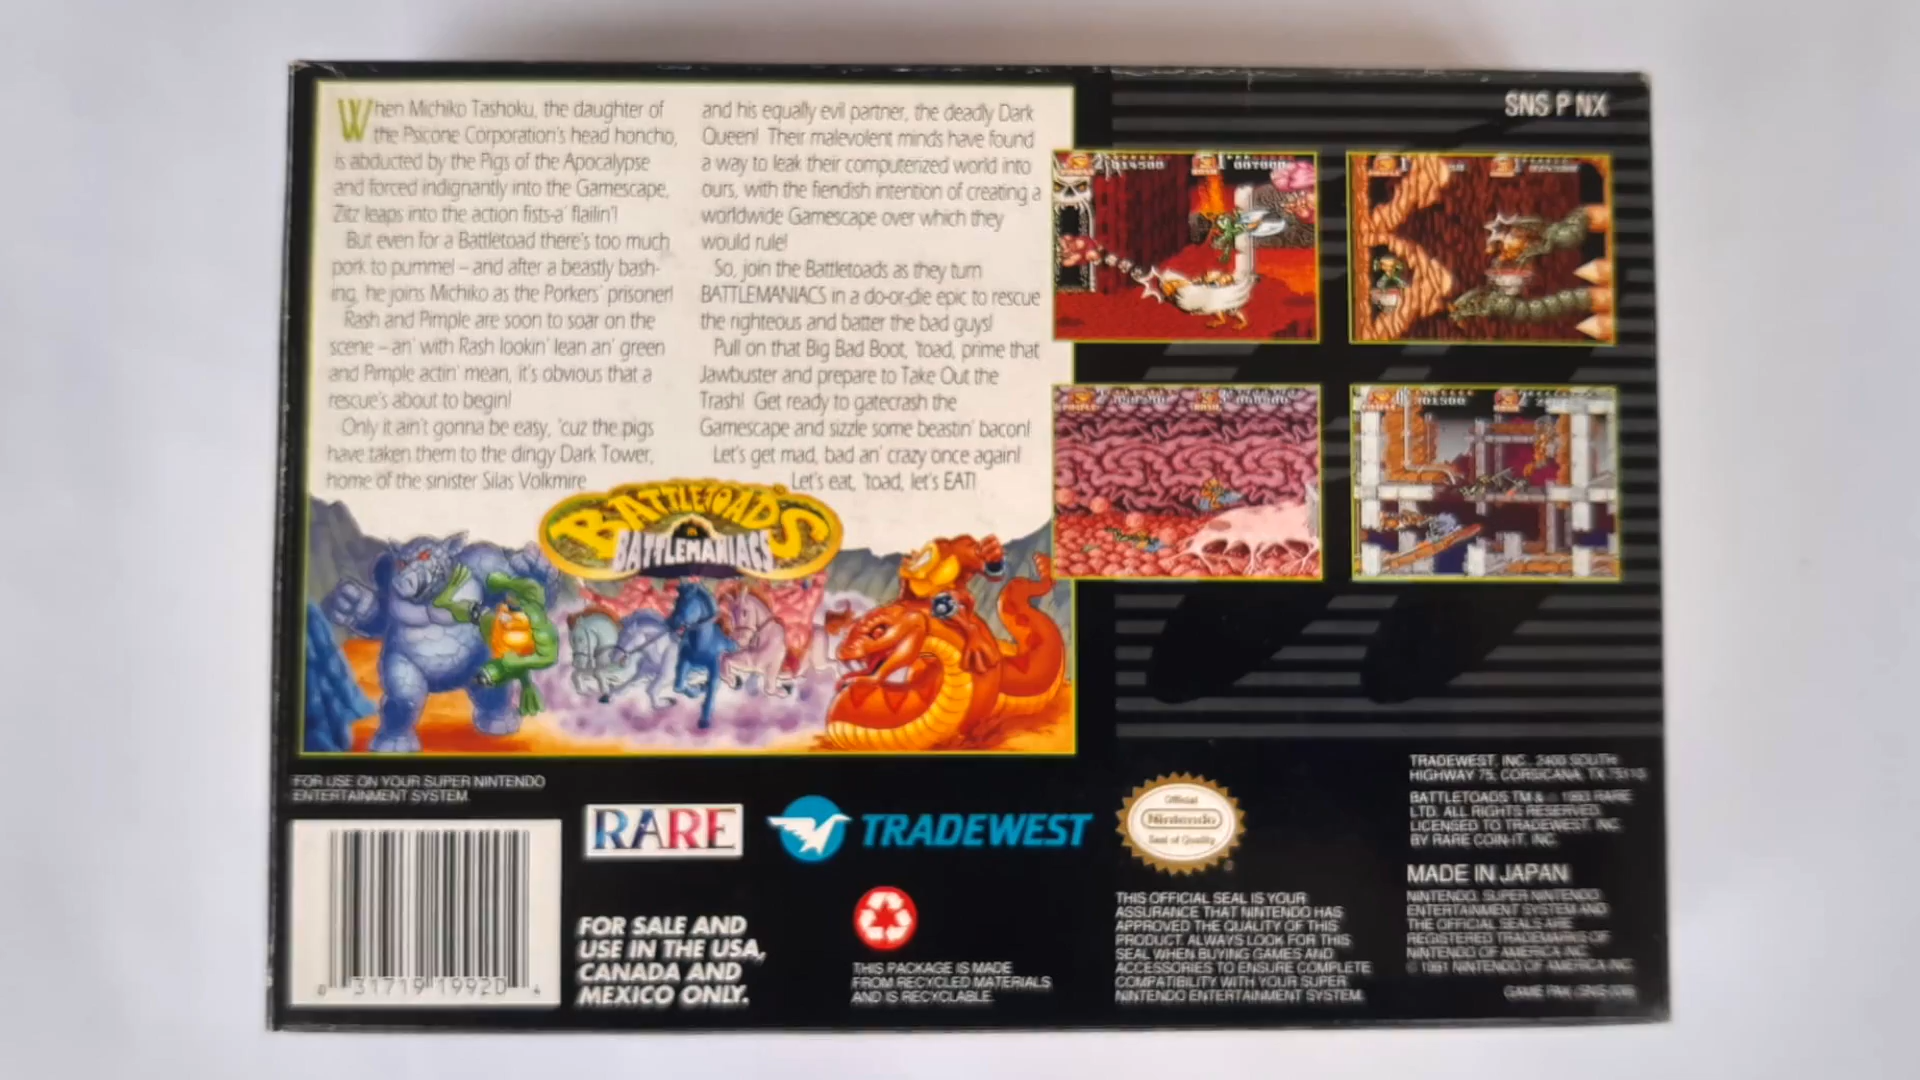 When Michiko Tashoku, the daughter of
the Psicone Corporation's head honcho,
is abducted by the Pigs of the Apocalypse
and forced indignantly into the Gamescape,
Zitz leaps into the action fists-a' flailin'!
But even for a Battletoad there's too much
pork to pummel – and after a beastly bash-
ing, he joins Michiko as the Porkers' prisoner!
Rash and Pimple are soon to soar on the
scene – an' with Rash lookin' lean an' green
and Pimple actin' mean, it's obvious that a
rescue's about to begin!
Only it ain't gonna be easy, 'cuz the pigs
have taken them to the dingy Dark Tower,
home of the sinister Silas Volkmire
and his equally evil partner, the deadly Dark
Queen! Their malevolent minds have found
a way to leak their computerized world into
ours, with the fiendish intention of creating a
worldwide Gamescape over which they
would rule!
So, join the Battletoads as they turn
BATTLEMANIACS in a do-or-die epic to rescue
the righteous and batter the bad guys!
Pull on that Big Bad Boot, 'toad, prime that
Jawbuster and prepare to Take Out the
Trash! Get ready to gatecrash the
Gamescape and sizzle some beastin' bacon!
Let's get mad, bad an' crazy once again!
Let's eat, 'toad, let's EAT!
BATTLETOADS
IN
BATTLEMANIACS
SNS P NX
FOR USE ON YOUR SUPER NINTENDO
ENTERTAINMENT SYSTEM.
0 31719 19920 4
RARE
TRADEWEST
FOR SALE AND
USE IN THE USA,
CANADA AND
MEXICO ONLY.
THIS PACKAGE IS MADE
FROM RECYCLED MATERIALS
AND IS RECYCLABLE.
Official
Nintendo
Seal of Quality
THIS OFFICIAL SEAL IS YOUR
ASSURANCE THAT NINTENDO HAS
APPROVED THE QUALITY OF THIS
PRODUCT. ALWAYS LOOK FOR THIS
SEAL WHEN BUYING GAMES AND
ACCESSORIES TO ENSURE COMPLETE
COMPATIBILITY WITH YOUR SUPER
NINTENDO ENTERTAINMENT SYSTEM.
TRADEWEST, INC. 2400 SOUTH
HIGHWAY 75, CORSICANA, TX 75110
BATTLETOADS TM & © 1993 RARE
LTD. ALL RIGHTS RESERVED.
LICENSED TO TRADEWEST, INC.
BY RARE COIN-IT, INC.
MADE IN JAPAN
NINTENDO, SUPER NINTENDO
ENTERTAINMENT SYSTEM AND
THE OFFICIAL SEALS ARE
REGISTERED TRADEMARKS OF
NINTENDO OF AMERICA INC.
© 1991 NINTENDO OF AMERICA INC.
GAME PAK (SNS-006)